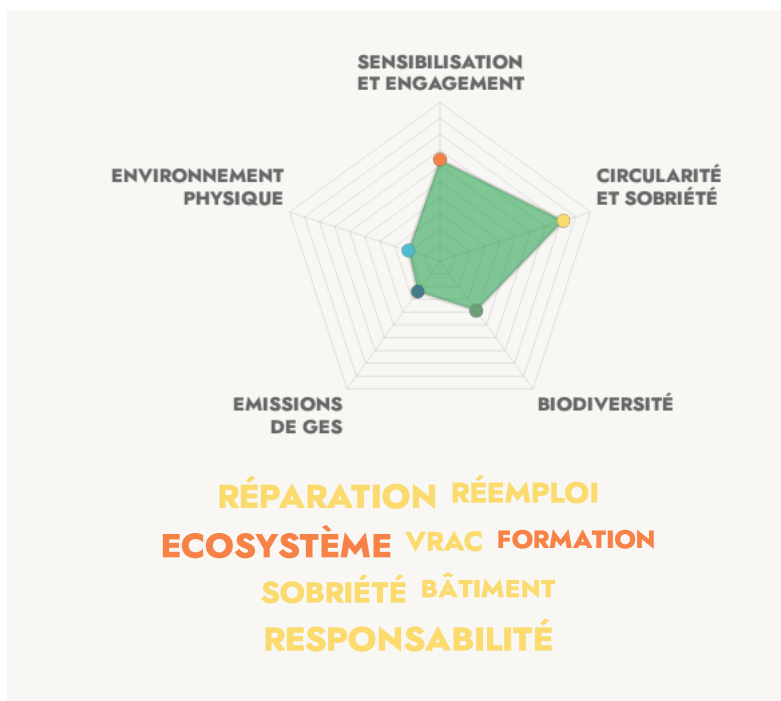 SENSIBILISATION
ET ENGAGEMENT
ENVIRONNEMENT
PHYSIQUE
CIRCULARITÉ
ET SOBRIÉTÉ
EMISSIONS
DE GES
BIODIVERSITÉ
RÉPARATION RÉEMPLOI
ECOSYSTÈME VRAC FORMATION
SOBRIÉTÉ BÂTIMENT
RESPONSABILITÉ